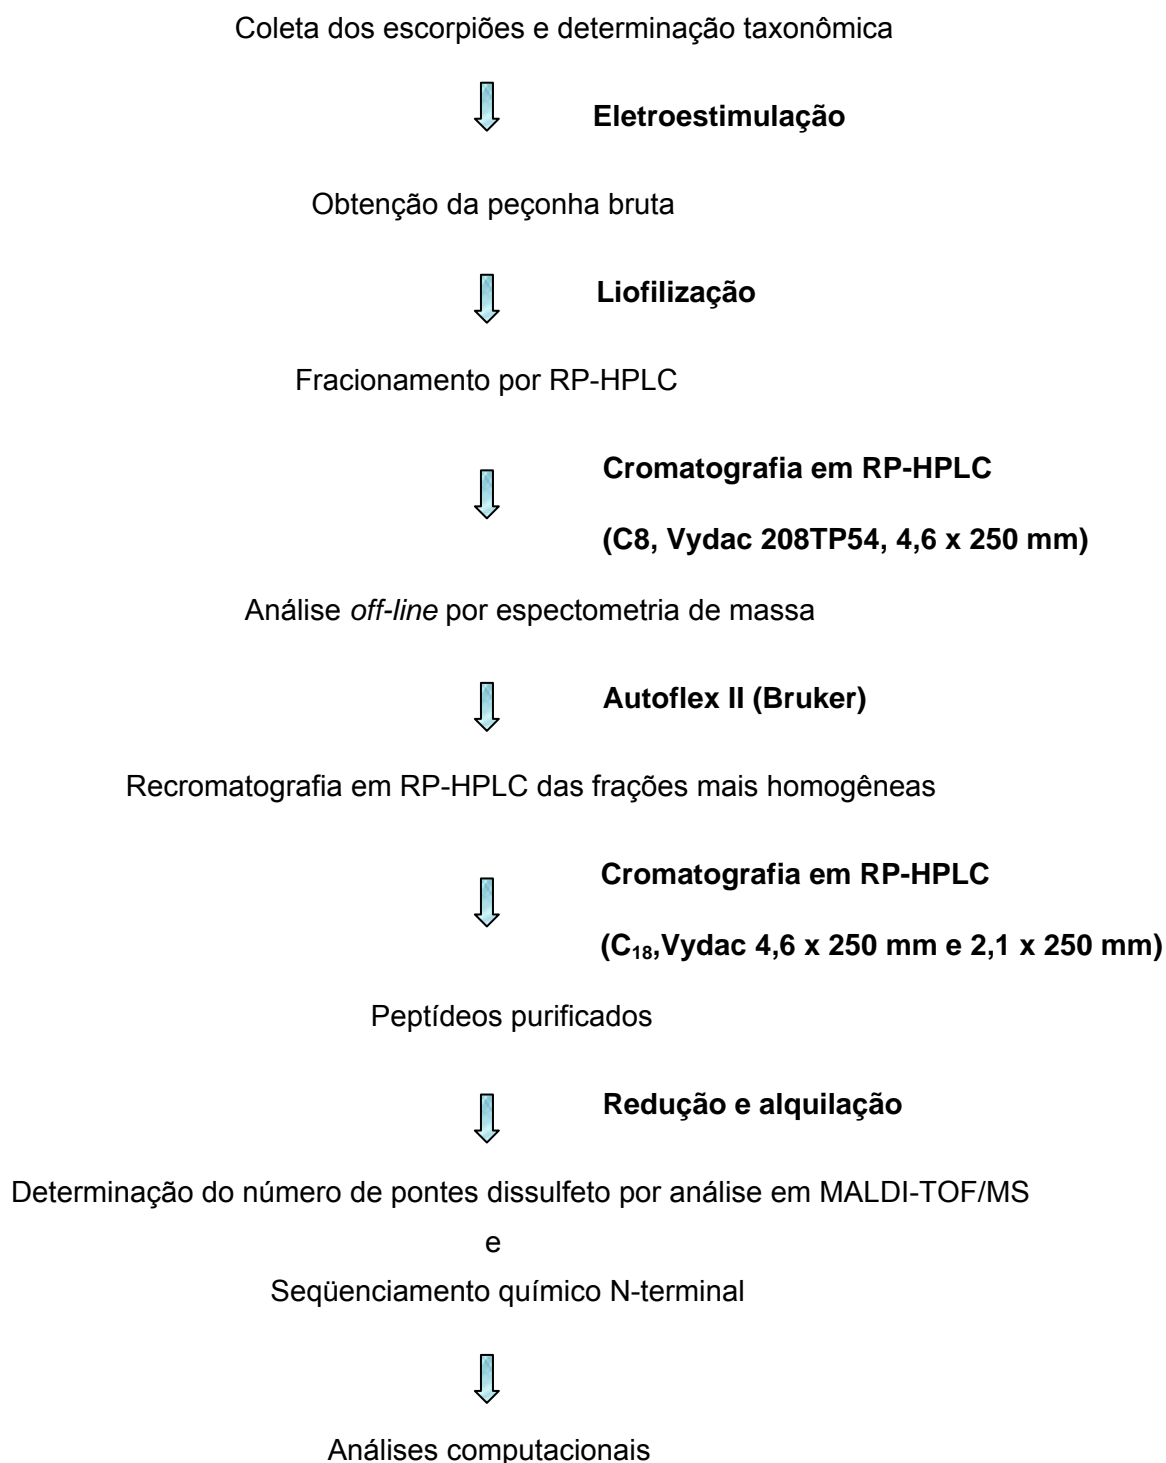 Coleta dos escorpiões e determinação taxonômica
Eletroestimulação
Obtenção da peçonha bruta
Liofilização
Fracionamento por RP-HPLC
Cromatografia em RP-HPLC
(C8, Vydac 208TP54, 4,6 x 250 mm)
Análise off-line por espectometria de massa
Autoflex II (Bruker)
Recromatografia em RP-HPLC das frações mais homogêneas
Cromatografia em RP-HPLC
(C₁₈,Vydac 4,6 x 250 mm e 2,1 x 250 mm)
Peptídeos purificados
Redução e alquilação
Determinação do número de pontes dissulfeto por análise em MALDI-TOF/MS
e
Seqüenciamento químico N-terminal
Análises computacionais